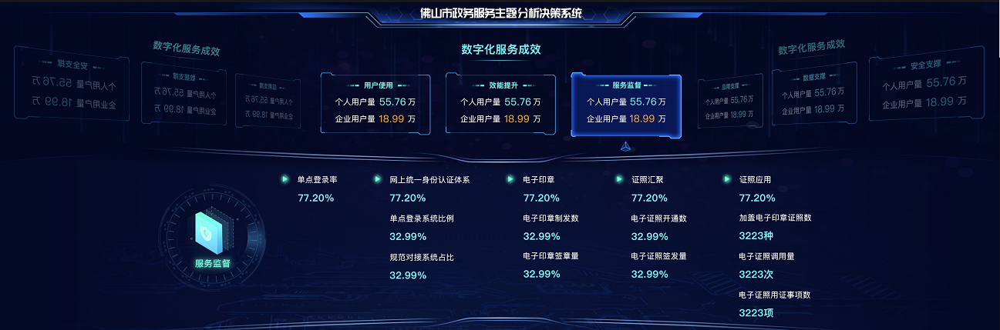 佛山市政务服务主题分析决策系统
数字化服务成效
数字化服务成效
数字化服务成效
安全支撑
个人用户量 55.76 万
企业用户量 18.99 万
数据支撑
个人用户量 55.76 万
企业用户量 18.99 万
应用支撑
个人用户量 55.76 万
企业用户量 18.99 万
用户使用
个人用户量 55.76 万
企业用户量 18.99 万
效能提升
个人用户量 55.76 万
企业用户量 18.99 万
服务监督
个人用户量 55.76 万
企业用户量 18.99 万
应用支撑
个人用户量 55.76 万
企业用户量 18.99 万
数据支撑
个人用户量 55.76 万
企业用户量 18.99 万
安全支撑
个人用户量 55.76 万
企业用户量 18.99 万
服务监督
单点登录率
77.20%
网上统一身份认证体系
77.20%
单点登录系统比例
32.99%
规范对接系统占比
32.99%
电子印章
77.20%
电子印章制发数
32.99%
电子印章签章量
32.99%
证照汇聚
77.20%
电子证照开通数
32.99%
电子证照签发量
32.99%
证照应用
77.20%
加盖电子印章证照数
3223种
电子证照调用量
3223次
电子证照用证事项数
3223项